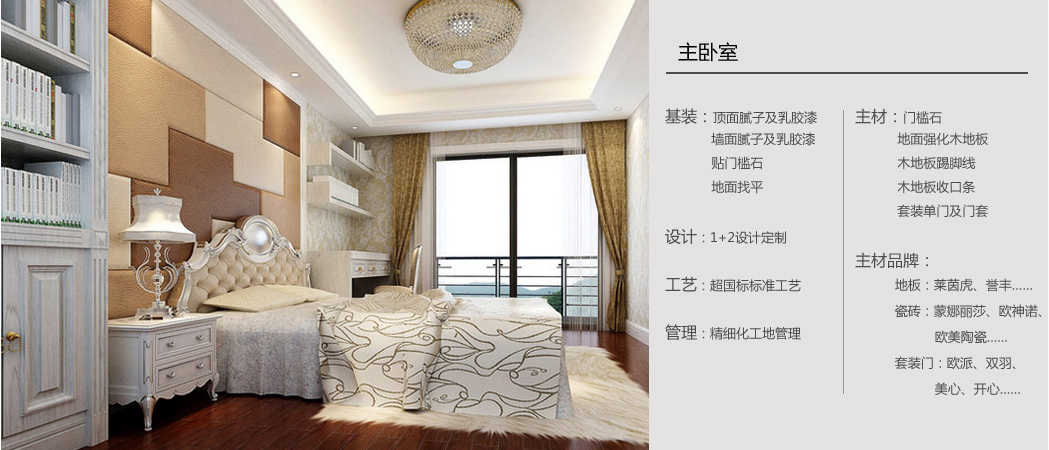 主卧室
基装：顶面腻子及乳胶漆
墙面腻子及乳胶漆
贴门槛石
地面找平
设计：1+2设计定制
工艺：超国标标准工艺
管理：精细化工地管理
主材：门槛石
地面强化木地板
木地板踢脚线
木地板收口条
套装单门及门套
主材品牌：
地板：莱茵虎、誉丰……
瓷砖：蒙娜丽莎、欧神诺、
欧美陶瓷……
套装门：欧派、双羽、
美心、开心……